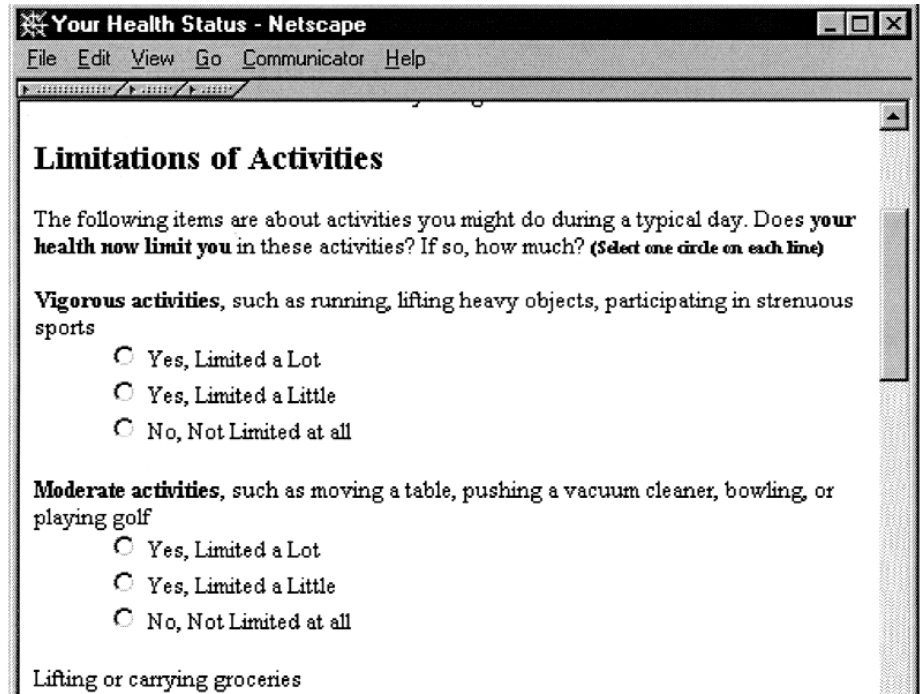 Your Health Status - Netscape
File Edit View Go Communicator Help
Limitations of Activities
The following items are about activities you might do during a typical day. Does your
health now limit you in these activities? If so, how much? (Select one circle on each line)
Vigorous activities, such as running, lifting heavy objects, participating in strenuous
sports
Yes, Limited a Lot
Yes, Limited a Little
No, Not Limited at all
Moderate activities, such as moving a table, pushing a vacuum cleaner, bowling, or
playing golf
Yes, Limited a Lot
Yes, Limited a Little
No, Not Limited at all
Lifting or carrying groceries